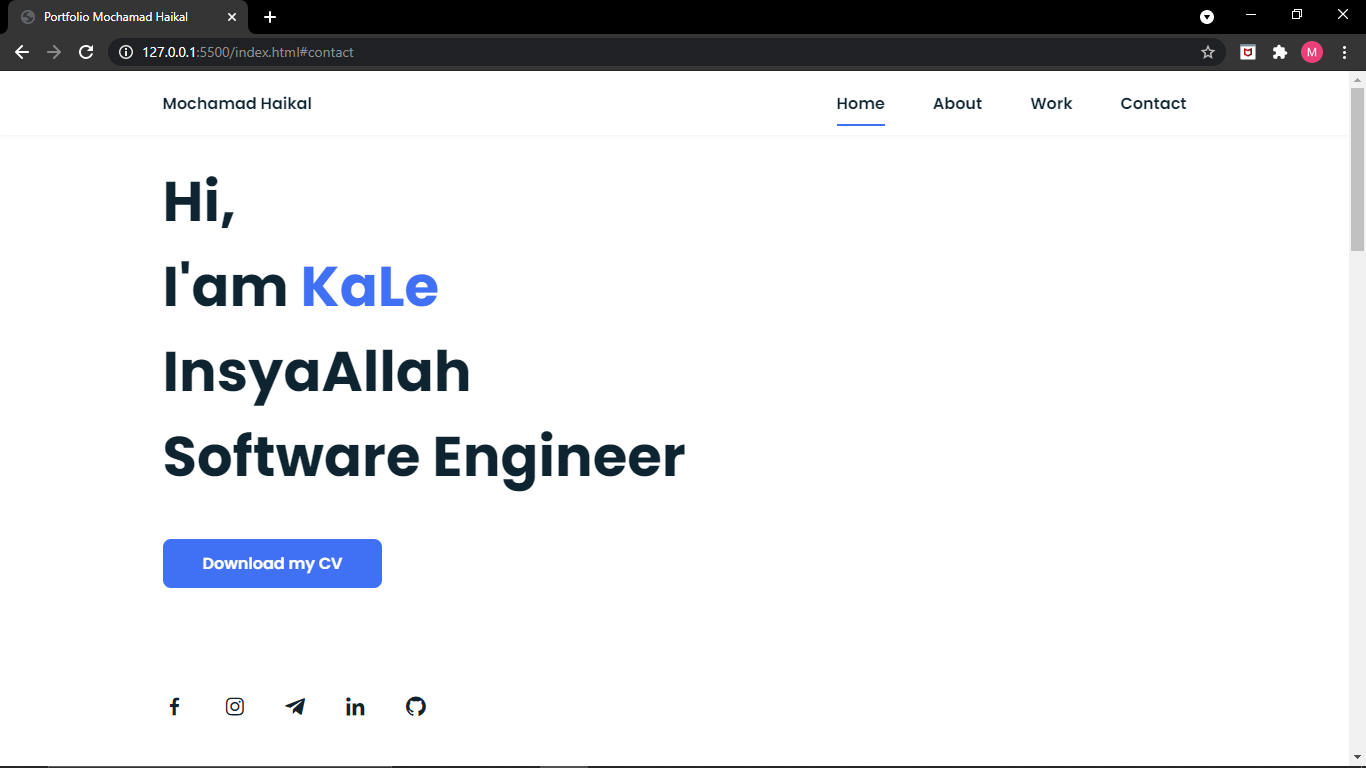 Portfolio Mochamad Haikal
127.0.0.1:5500/index.html#contact
M
Mochamad Haikal
Home About Work Contact
Hi,
I'am KaLe
InsyaAllah
Software Engineer
Download my CV